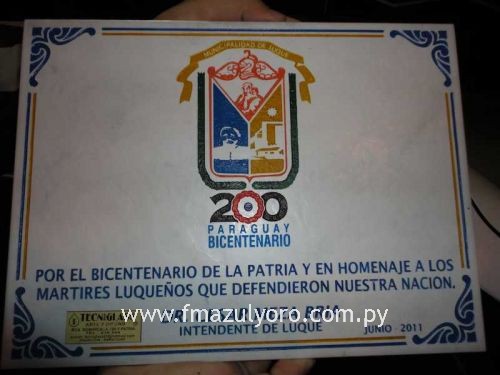 MUNICIPALIDAD DE LUQUE
200
PARAGUAY
BICENTENARIO
POR EL BICENTENARIO DE LA PATRIA Y EN HOMENAJE A LOS
MARTIRES LUQUEÑOS QUE DEFENDIERON NUESTRA NACION.
www.fmazulyoro.com.py
INTENDENTE DE LUQUE
JUNIO - 2011